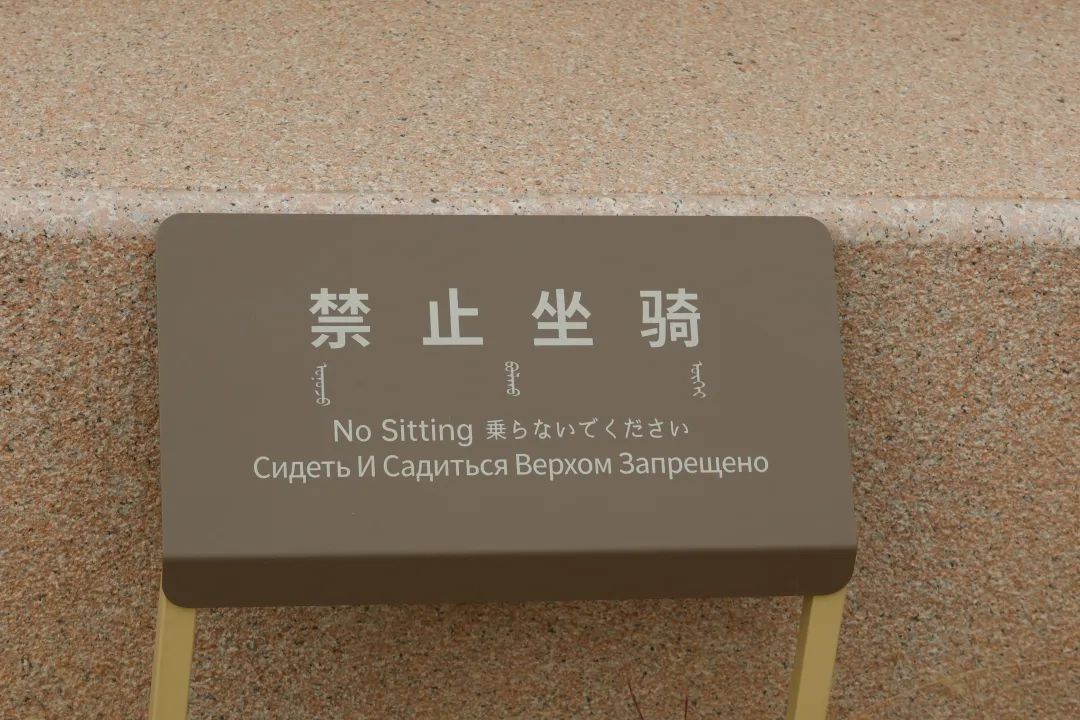 禁止坐骑
No Sitting 乗らないでください
Сидеть И Садиться Верхом Запрещено